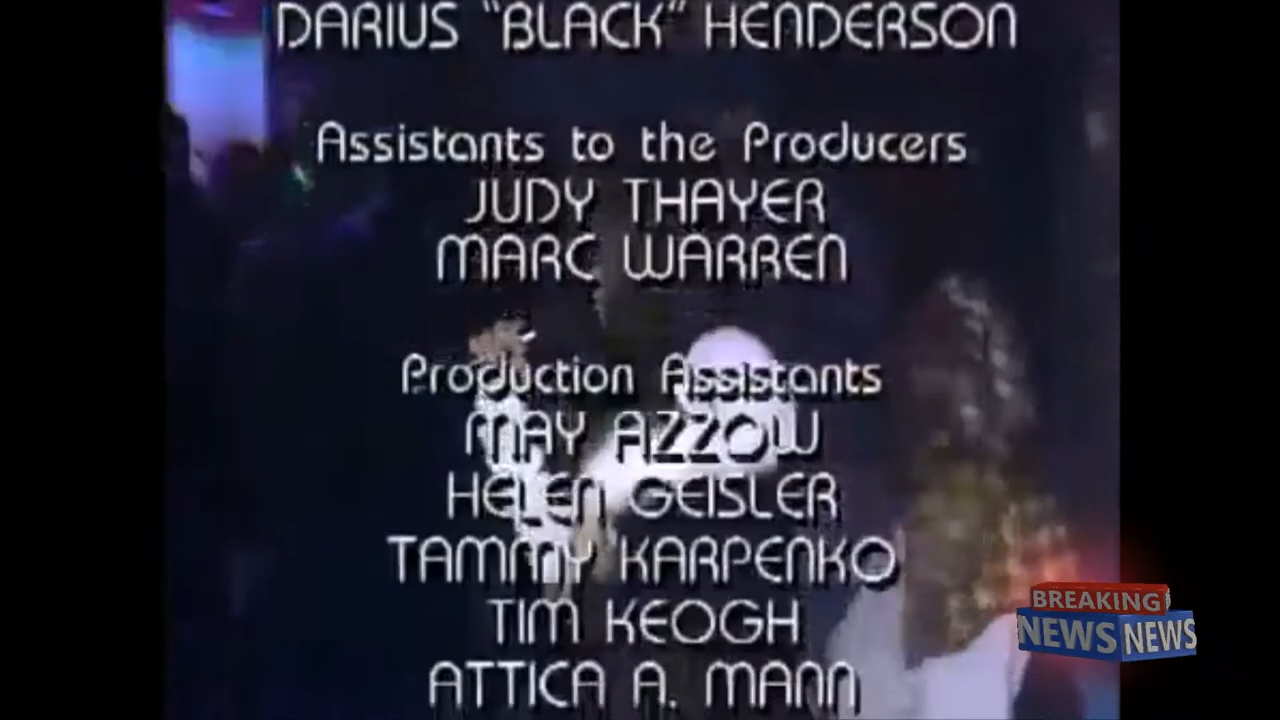 DARIUS "BLACK" HENDERSON
Assistants to the Producers
JUDY THAYER
MARC WARREN
Production Assistants
MAY AZZOW
HELEN GEISLER
TAMMY KARPENKO
TIM KEOGH
ATTICA A. MANN
BREAKING
NEWS NEWS